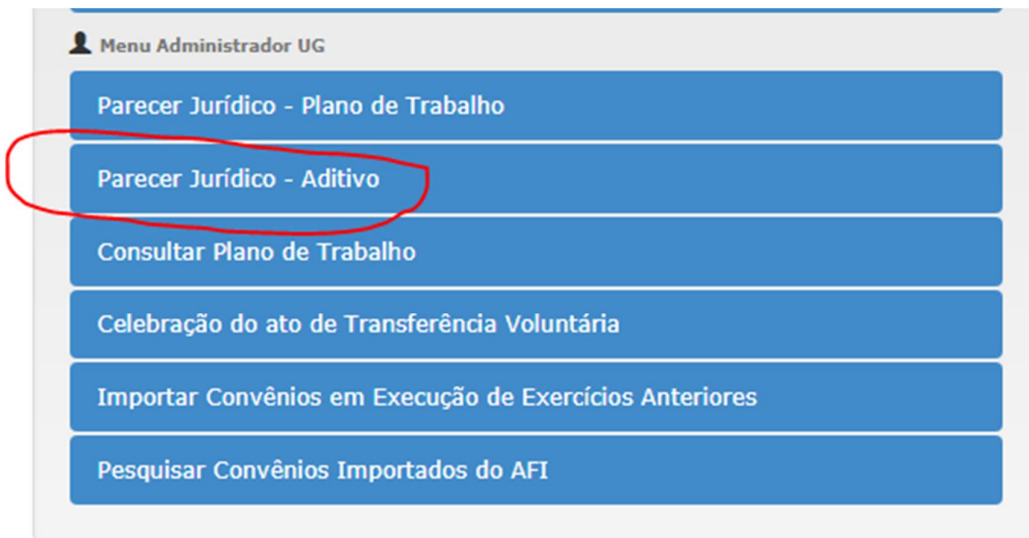 Menu Administrador UG
Parecer Jurídico - Plano de Trabalho
Parecer Jurídico - Aditivo
Consultar Plano de Trabalho
Celebração do ato de Transferência Voluntária
Importar Convênios em Execução de Exercícios Anteriores
Pesquisar Convênios Importados do AFI